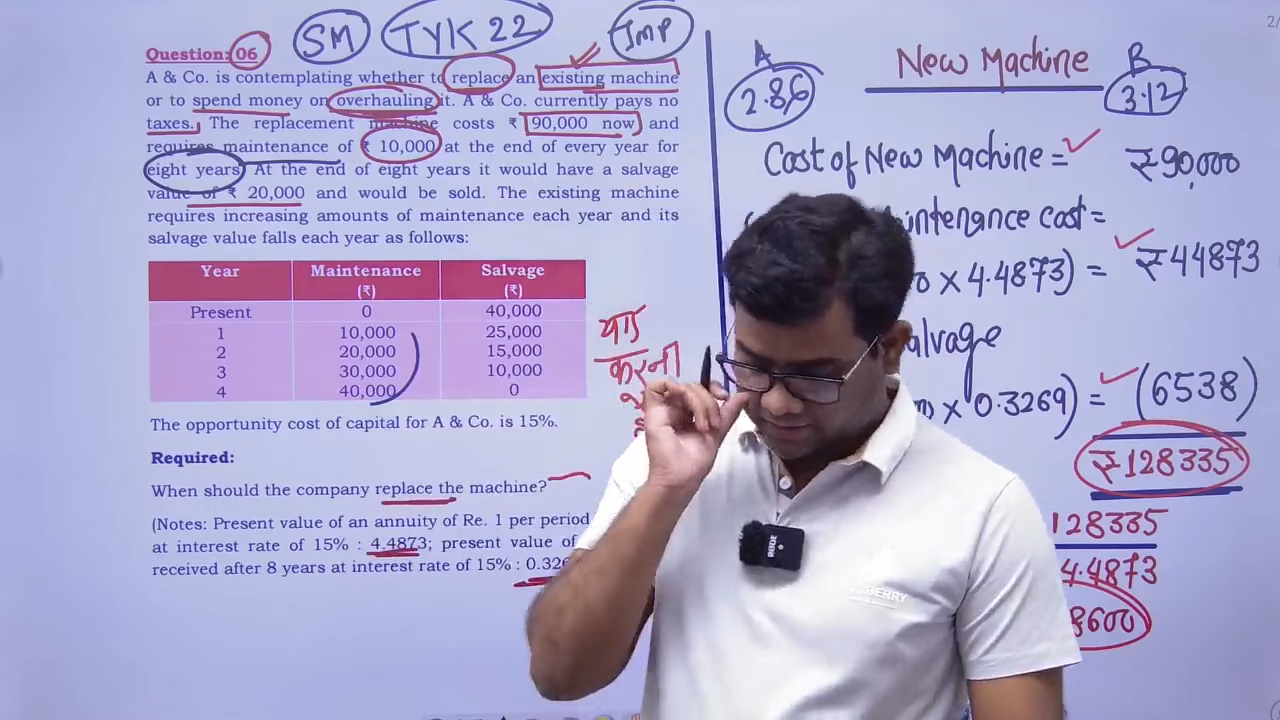 Question: 06
SM
TYK 22
IMP
A & Co. is contemplating whether to replace an existing machine
or to spend money on overhauling it. A & Co. currently pays no
taxes. The replacement machine costs ₹ 90,000 now and
requires maintenance of ₹ 10,000 at the end of every year for
eight years. At the end of eight years it would have a salvage
value of ₹ 20,000 and would be sold. The existing machine
requires increasing amounts of maintenance each year and its
salvage value falls each year as follows:
Year Maintenance (₹) Salvage (₹)
Present 0 40,000
1 10,000 25,000
2 20,000 15,000
3 30,000 10,000
4 40,000 0
याद
करनी
The opportunity cost of capital for A & Co. is 15%.
Required:
When should the company replace the machine?
(Notes: Present value of an annuity of Re. 1 per period
at interest rate of 15% : 4.4873; present value of
received after 8 years at interest rate of 15% : 0.326
2/
A
2.86
New Machine
B
3.12
Cost of New Machine = ₹90,000
intenance cost =
x 4.4873) = ₹44873
alvage
x 0.3269) = (6538)
₹128335
128335
4.4873
8600
RODE
BERRY